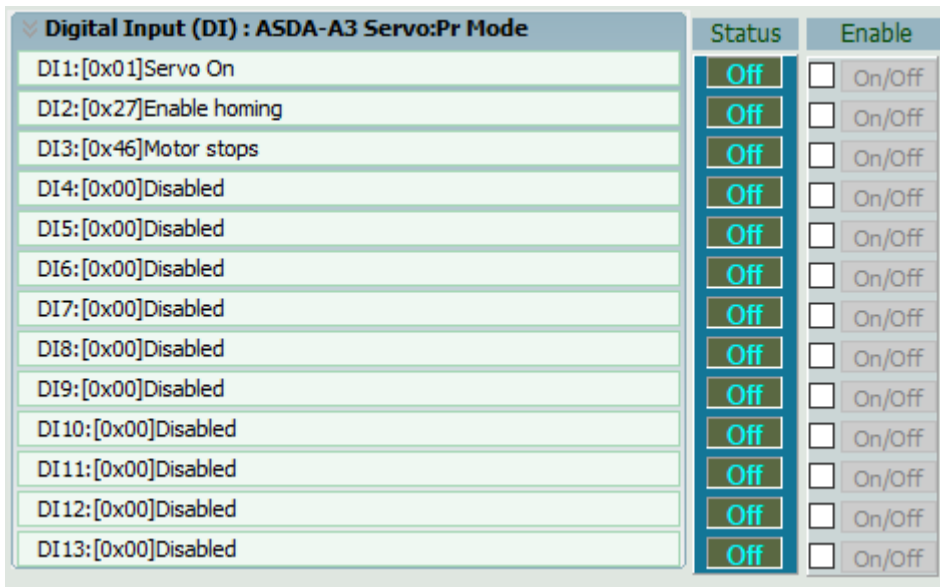 Digital Input (DI) : ASDA-A3 Servo:Pr Mode Status Enable
DI1:[0x01]Servo On Off On/Off
DI2:[0x27]Enable homing Off On/Off
DI3:[0x46]Motor stops Off On/Off
DI4:[0x00]Disabled Off On/Off
DI5:[0x00]Disabled Off On/Off
DI6:[0x00]Disabled Off On/Off
DI7:[0x00]Disabled Off On/Off
DI8:[0x00]Disabled Off On/Off
DI9:[0x00]Disabled Off On/Off
DI10:[0x00]Disabled Off On/Off
DI11:[0x00]Disabled Off On/Off
DI12:[0x00]Disabled Off On/Off
DI13:[0x00]Disabled Off On/Off